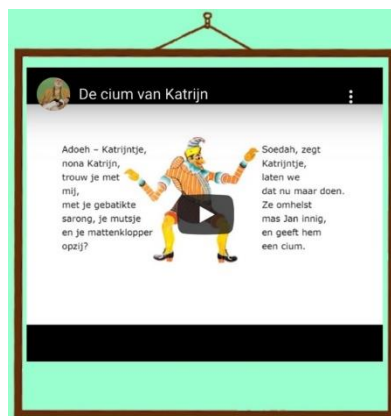 De cium van Katrijn
Adoeh – Katrijntje,
nona Katrijn,
trouw je met
mij,
met je gebatikte
sarong, je mutsje
en je mattenklopper
opzij?
Soedah, zegt
Katrijntje,
laten we
dat nu maar doen.
Ze omhelst
mas Jan innig,
en geeft hem
een cium.